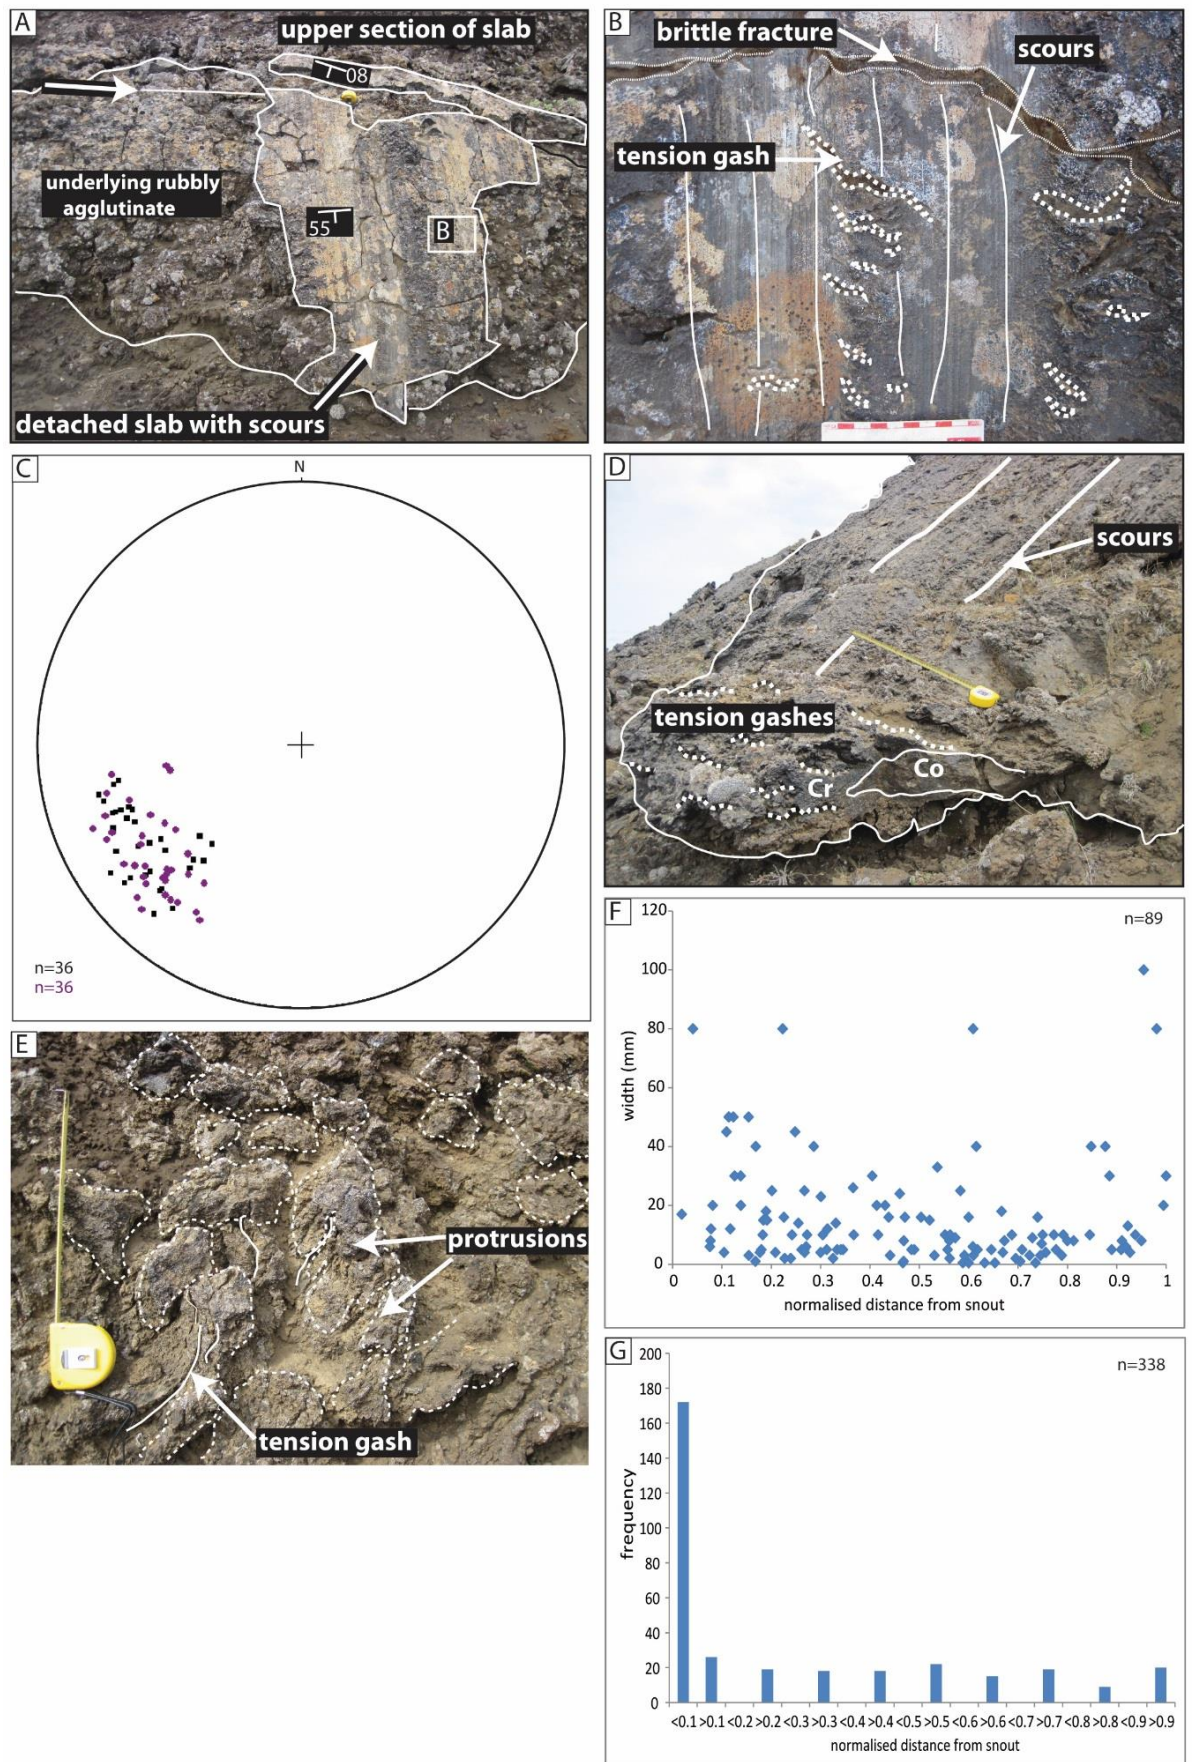 A
upper section of slab
08
underlying rubbly
agglutinate
55
B
detached slab with scours
B
brittle fracture
scours
tension gash
C
N
n=36
n=36
D
scours
tension gashes
Co
Cr
E
protrusions
tension gash
F
n=89
120
100
80
60
40
20
0
width (mm)
0 0.1 0.2 0.3 0.4 0.5 0.6 0.7 0.8 0.9 1
normalised distance from snout
G
n=338
200
180
160
140
120
100
80
60
40
20
0
frequency
<0.1 >0.1 <0.2 >0.2 <0.3 >0.3 <0.4 >0.4 <0.5 >0.5 <0.6 >0.6 <0.7 >0.7 <0.8 >0.8 <0.9 >0.9
normalised distance from snout